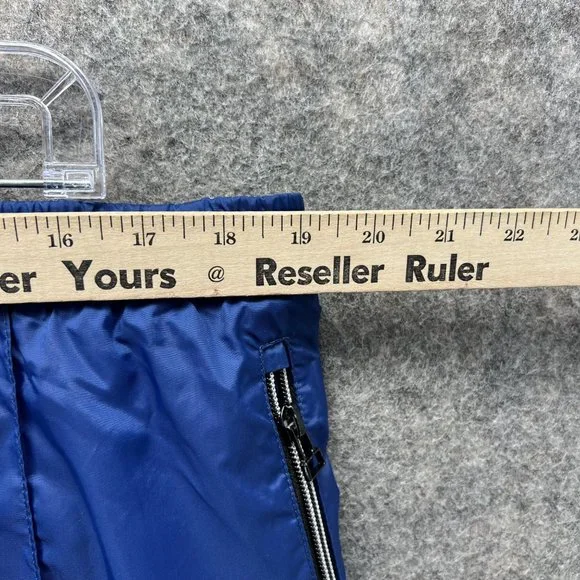 16 17 18 19 20 21 22
er Yours @ Reseller Ruler